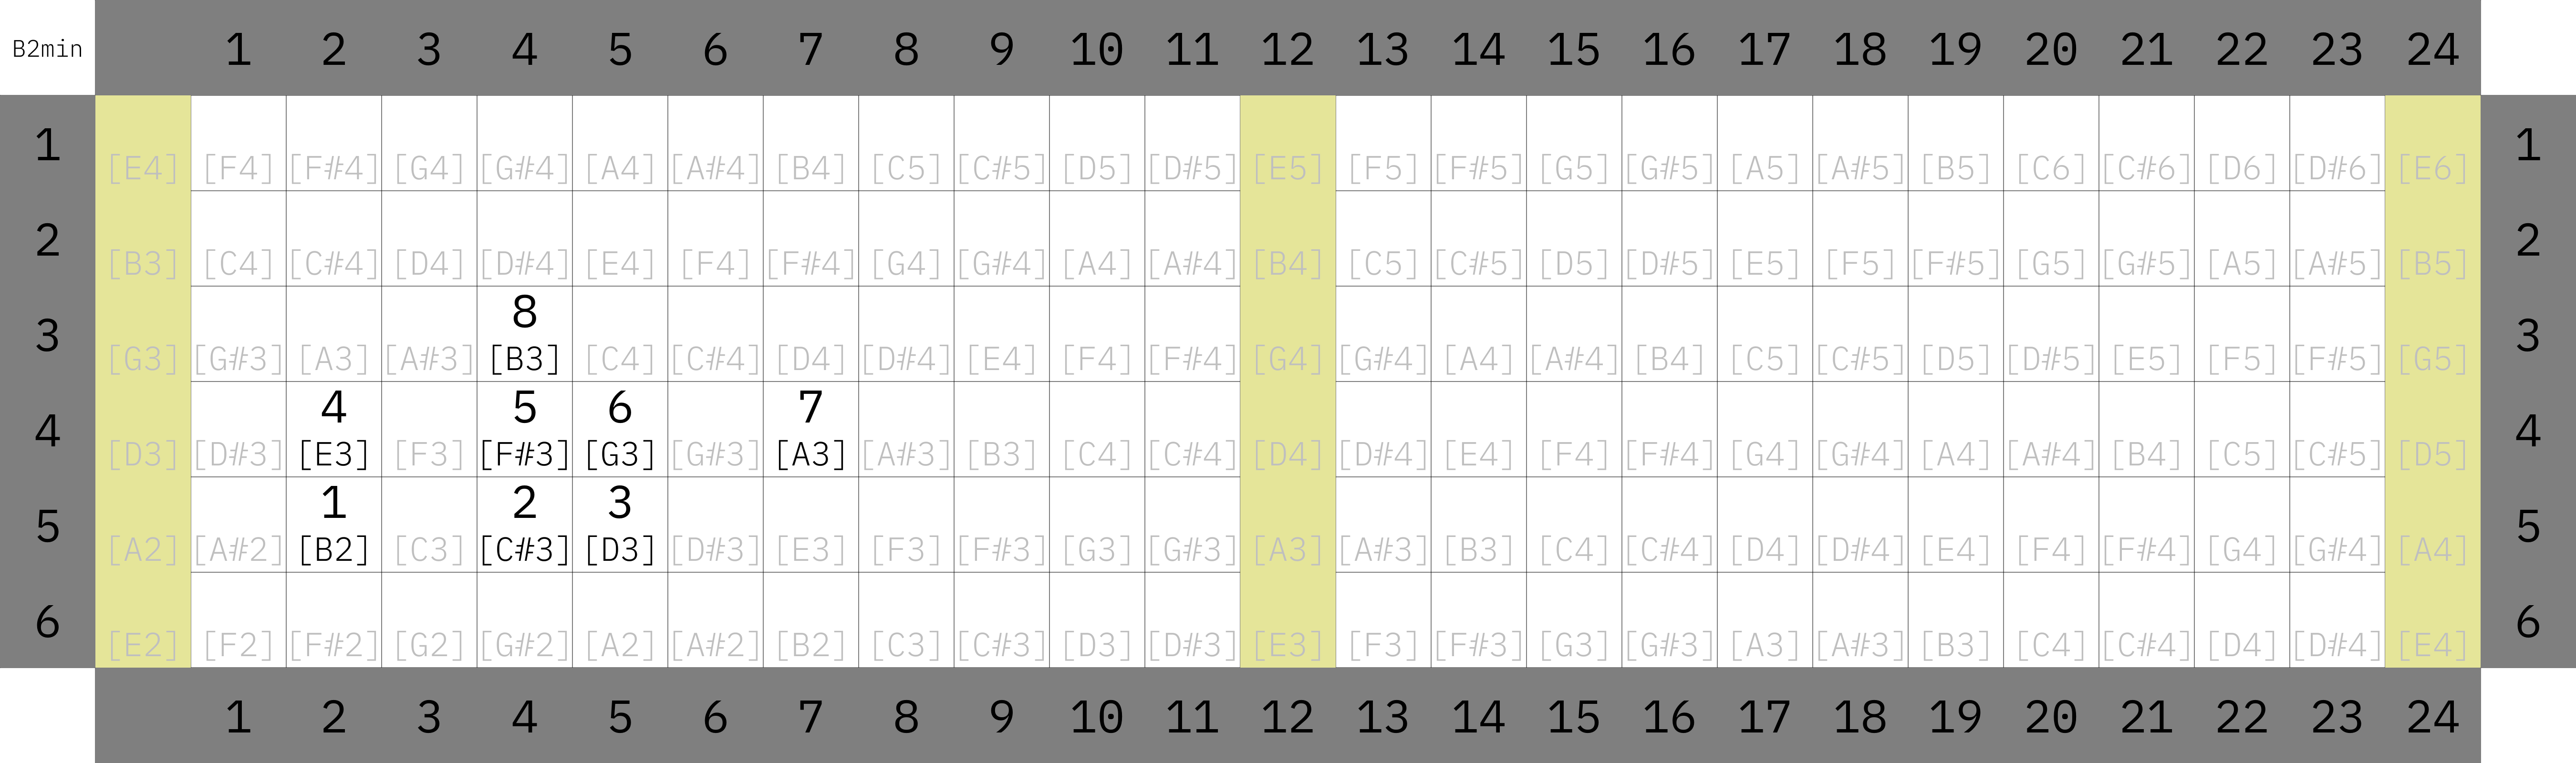 B2min 1 2 3 4 5 6 7 8 9 10 11 12 13 14 15 16 17 18 19 20 21 22 23 24
1 [E4] [F4] [F#4] [G4] [G#4] [A4] [A#4] [B4] [C5] [C#5] [D5] [D#5] [E5] [F5] [F#5] [G5] [G#5] [A5] [A#5] [B5] [C6] [C#6] [D6] [D#6] [E6] 1
2 [B3] [C4] [C#4] [D4] [D#4] [E4] [F4] [F#4] [G4] [G#4] [A4] [A#4] [B4] [C5] [C#5] [D5] [D#5] [E5] [F5] [F#5] [G5] [G#5] [A5] [A#5] [B5] 2
8
3 [G3] [G#3] [A3] [A#3] [B3] [C4] [C#4] [D4] [D#4] [E4] [F4] [F#4] [G4] [G#4] [A4] [A#4] [B4] [C5] [C#5] [D5] [D#5] [E5] [F5] [F#5] [G5] 3
4 5 6 7
4 [D3] [D#3] [E3] [F3] [F#3] [G3] [G#3] [A3] [A#3] [B3] [C4] [C#4] [D4] [D#4] [E4] [F4] [F#4] [G4] [G#4] [A4] [A#4] [B4] [C5] [C#5] [D5] 4
1 2 3
5 [A2] [A#2] [B2] [C3] [C#3] [D3] [D#3] [E3] [F3] [F#3] [G3] [G#3] [A3] [A#3] [B3] [C4] [C#4] [D4] [D#4] [E4] [F4] [F#4] [G4] [G#4] [A4] 5
6 [E2] [F2] [F#2] [G2] [G#2] [A2] [A#2] [B2] [C3] [C#3] [D3] [D#3] [E3] [F3] [F#3] [G3] [G#3] [A3] [A#3] [B3] [C4] [C#4] [D4] [D#4] [E4] 6
1 2 3 4 5 6 7 8 9 10 11 12 13 14 15 16 17 18 19 20 21 22 23 24